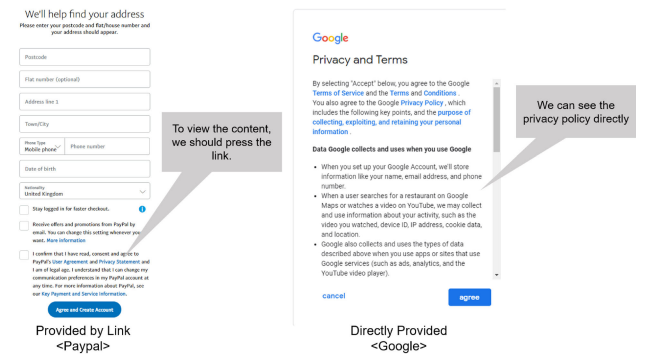 We'll help find your address
Please enter your postcode and flat/house number and
your address should appear.
Postcode
Flat number (optional)
Address line 1
Town/City
Phone Type
Mobile phone
Phone number
Date of birth
Nationality
United Kingdom
Stay logged in for faster checkout.
Receive offers and promotions from PayPal by
email. You can change this setting whenever you
want. More information
I confirm that I have read, consent and agree to
PayPal's User Agreement and Privacy Statement and
I am of legal age. I understand that I can change my
communication preferences in my PayPal account at
any time. For more information about PayPal, see
our Key Payment and Service Information.
Agree and Create Account
Provided by Link
<Paypal>
To view the content,
we should press the
link.
Google
Privacy and Terms
By selecting "Accept" below, you agree to the Google
Terms of Service and the Terms and Conditions .
You also agree to the Google Privacy Policy , which
includes the following key points, and the purpose of
collecting, exploiting, and retaining your personal
information .
Data Google collects and uses when you use Google
• When you set up your Google Account, we'll store
information like your name, email address, and phone
number.
• When a user searches for a restaurant on Google
Maps or watches a video on YouTube, we may collect
and use information about your activity, such as the
video you watched, device ID, IP address, cookie data,
and location.
• Google also collects and uses the types of data
described above when you use apps or sites that use
Google services (such as ads, analytics, and the
YouTube video player).
cancel
agree
Directly Provided
<Google>
We can see the
privacy policy directly